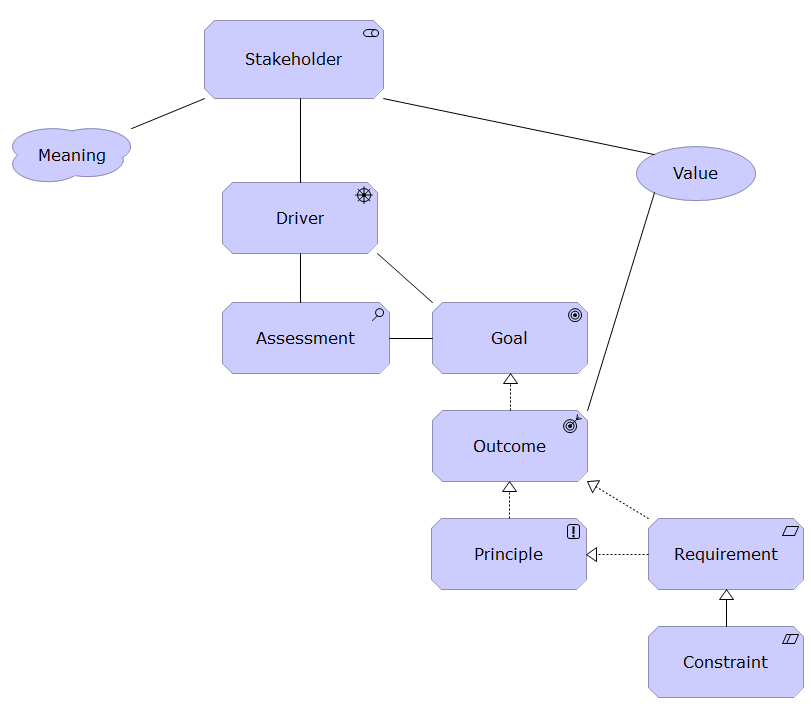 Stakeholder
Meaning
Value
Driver
Assessment
Goal
Outcome
Principle
Requirement
Constraint